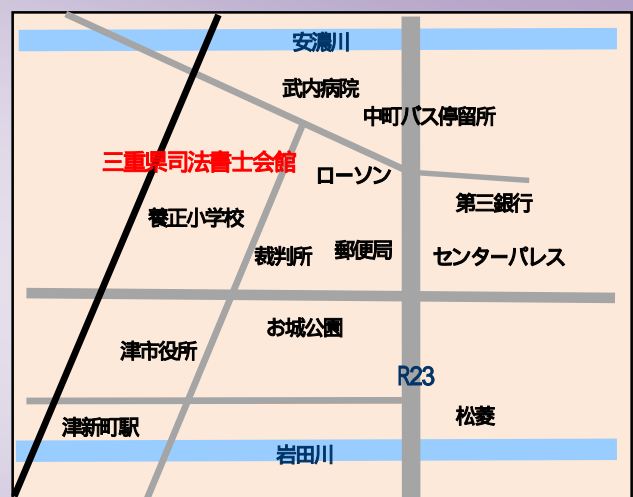 安濃川
武内病院
中町バス停留所
三重県司法書士会館
ローソン
第三銀行
養正小学校
裁判所
郵便局
センターパレス
お城公園
津市役所
R23
松菱
津新町駅
岩田川